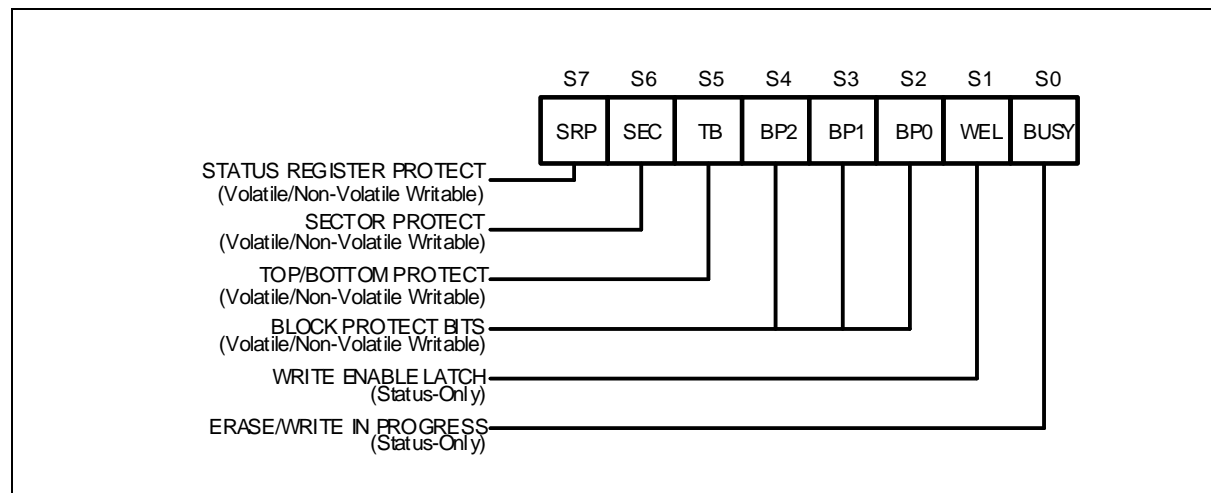 S7 S6 S5 S4 S3 S2 S1 S0
SRP SEC TB BP2 BP1 BP0 WEL BUSY
STATUS REGISTER PROTECT
(Volatile/Non-Volatile Writable)
SECTOR PROTECT
(Volatile/Non-Volatile Writable)
TOP/BOTTOM PROTECT
(Volatile/Non-Volatile Writable)
BLOCK PROTECT BITS
(Volatile/Non-Volatile Writable)
WRITE ENABLE LATCH
(Status-Only)
ERASE/WRITE IN PROGRESS
(Status-Only)